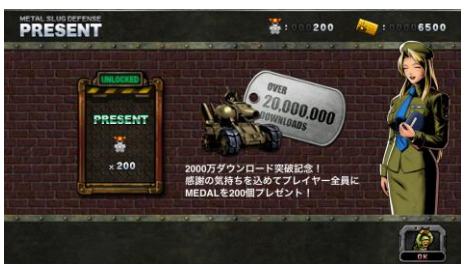 METAL SLUG DEFENSE
PRESENT
:000200
:00006500
UNLOCKED
PRESENT
×200
OVER
20,000,000
DOWNLOADS
2000万ダウンロード突破記念！
感謝の気持ちを込めてプレイヤー全員に
MEDALを200個プレゼント！
OK